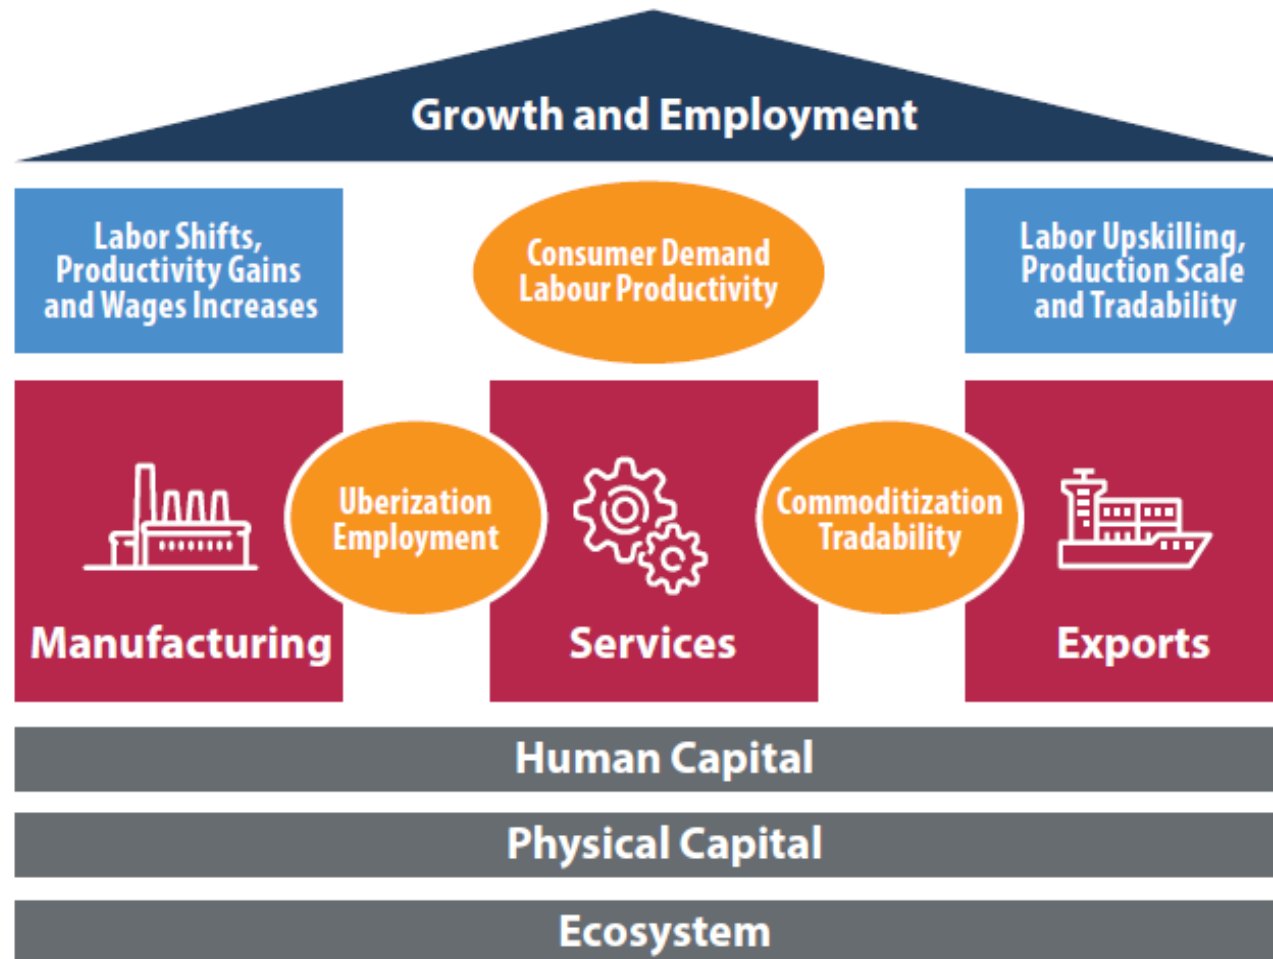 Growth and Employment
Labor Shifts,
Productivity Gains
and Wages Increases
Consumer Demand
Labour Productivity
Labor Upskilling,
Production Scale
and Tradability
Uberization
Employment
Commoditization
Tradability
Manufacturing
Services
Exports
Human Capital
Physical Capital
Ecosystem